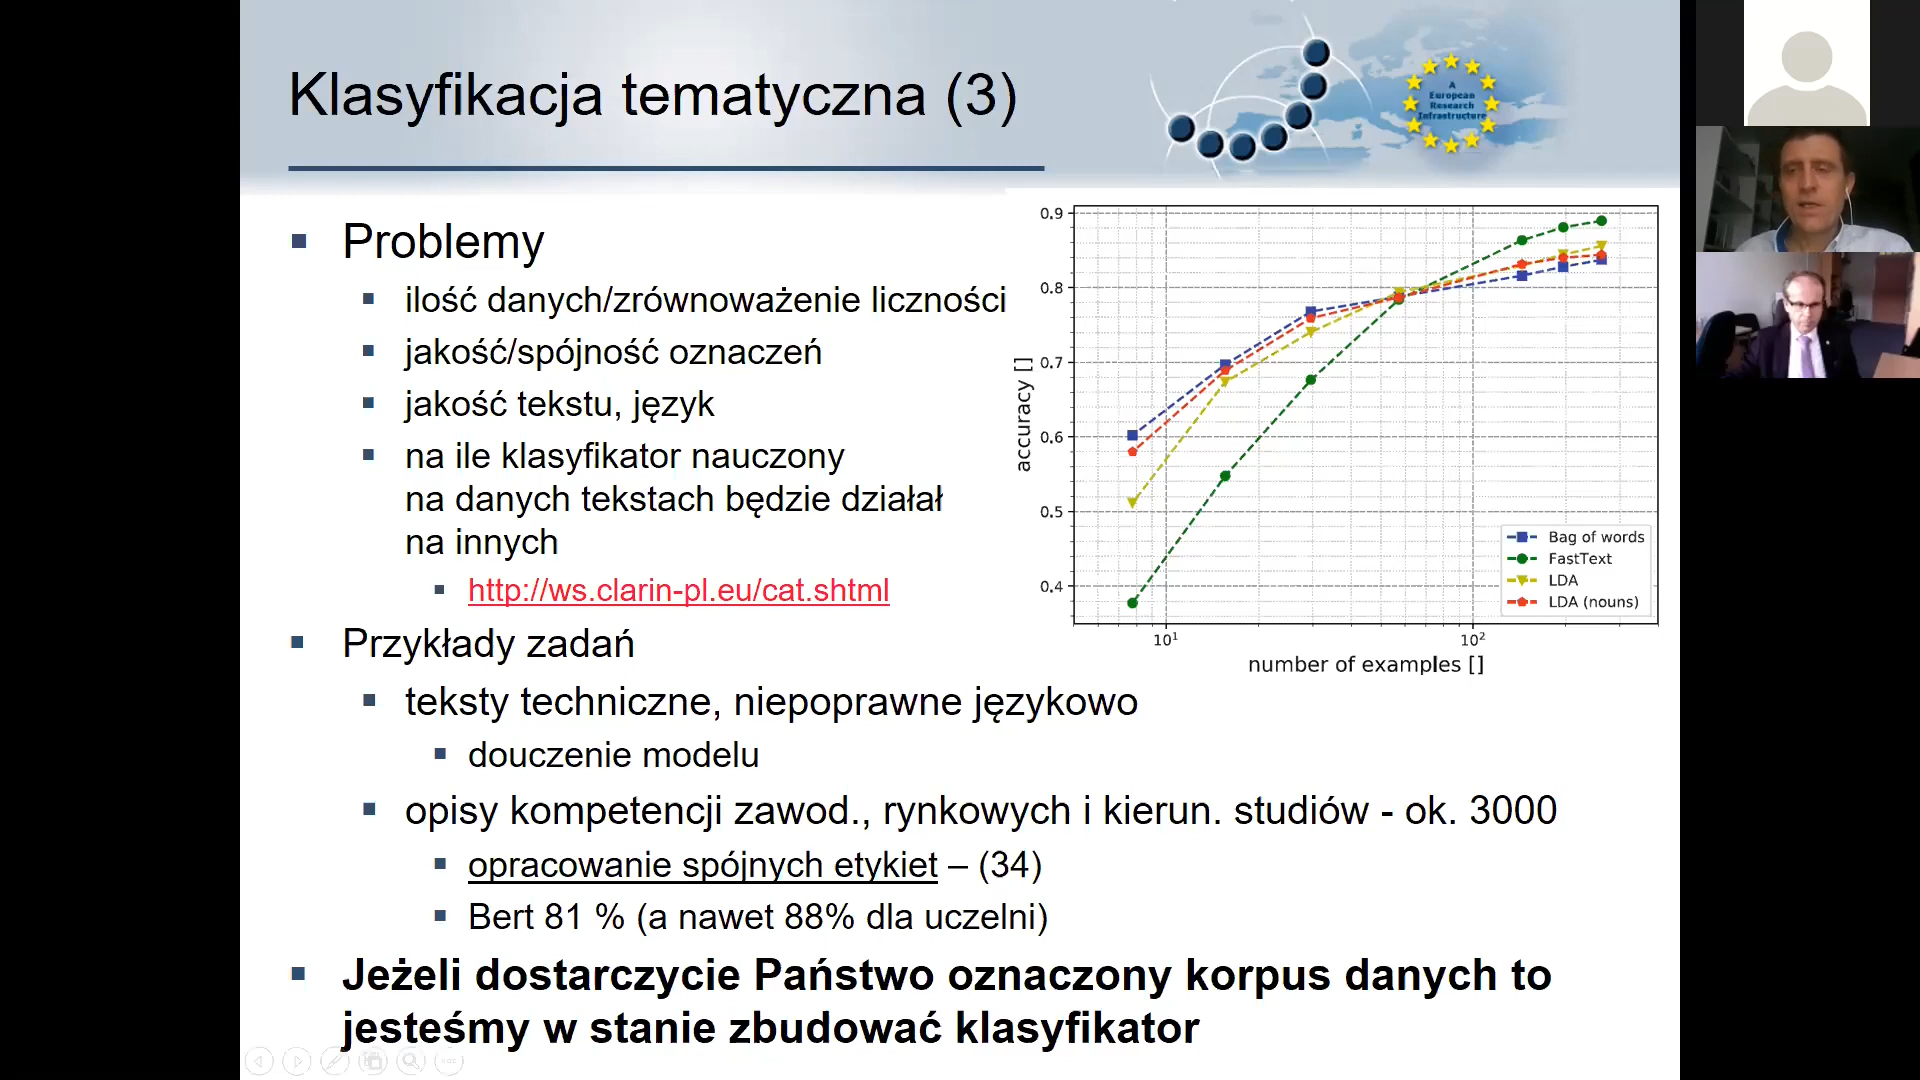 Klasyfikacja tematyczna (3)
A
European
Research
Infrastructure
Problemy
ilość danych/zrównoważenie liczności
jakość/spójność oznaczeń
jakość tekstu, język
na ile klasyfikator nauczony
na danych tekstach będzie działał
na innych
http://ws.clarin-pl.eu/cat.shtml
Przykłady zadań
teksty techniczne, niepoprawne językowo
douczenie modelu
opisy kompetencji zawod., rynkowych i kierun. studiów - ok. 3000
opracowanie spójnych etykiet – (34)
Bert 81 % (a nawet 88% dla uczelni)
Jeżeli dostarczycie Państwo oznaczony korpus danych to
jesteśmy w stanie zbudować klasyfikator
0.9
0.8
0.7
0.6
0.5
0.4
accuracy []
10¹
10²
number of examples []
Bag of words
FastText
LDA
LDA (nouns)